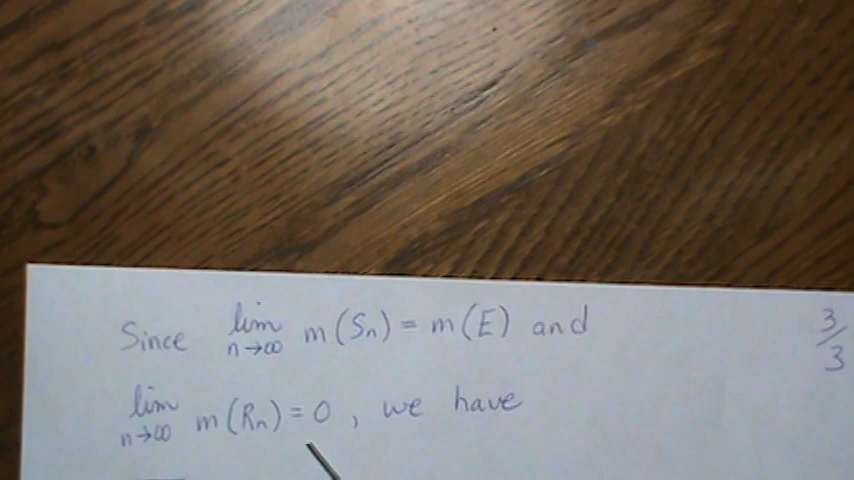 Since lim n→∞ m(Sₙ) = m(E) and 3/3
lim n→∞ m(Rₙ) = 0, we have